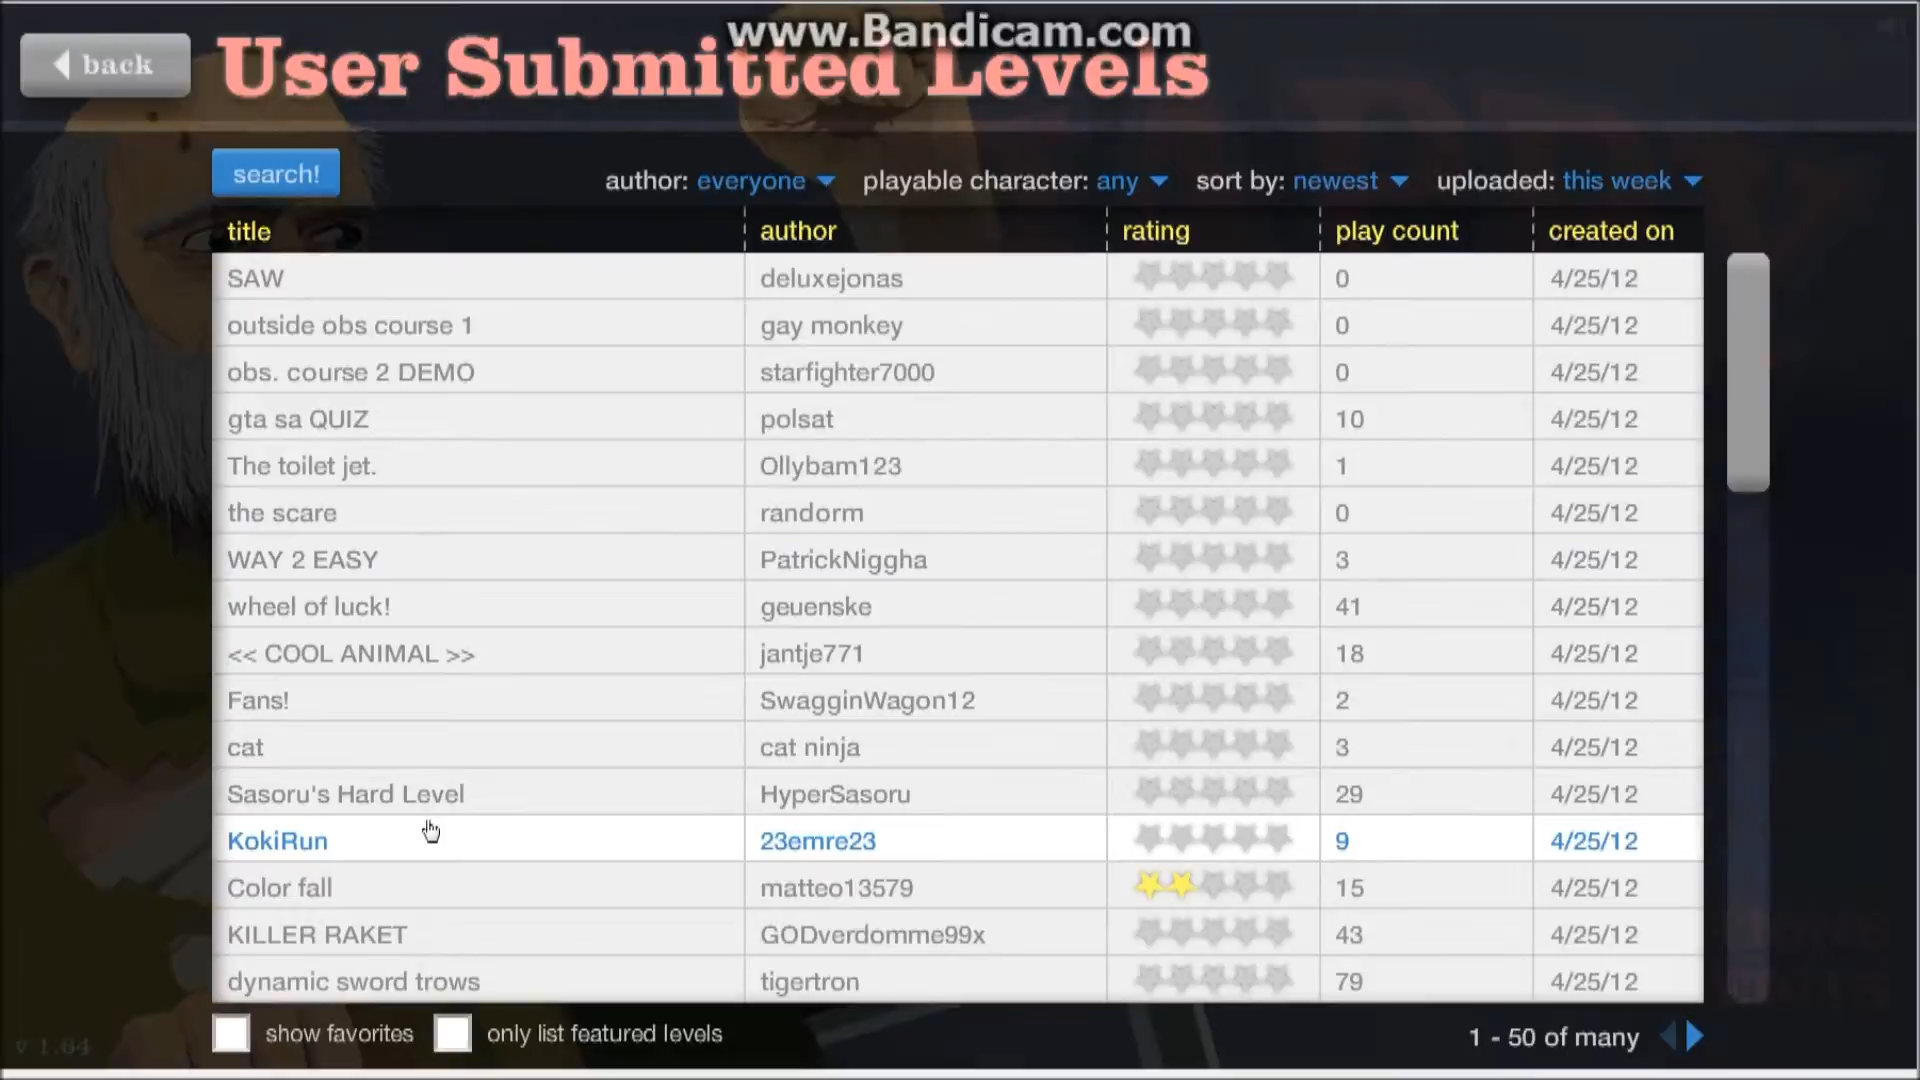 www.Bandicam.com
back
User Submitted Levels
search!
author: everyone playable character: any sort by: newest uploaded: this week
title author rating play count created on
SAW deluxejonas 0 4/25/12
outside obs course 1 gay monkey 0 4/25/12
obs. course 2 DEMO starfighter7000 0 4/25/12
gta sa QUIZ polsat 10 4/25/12
The toilet jet. Ollybam123 1 4/25/12
the scare randorm 0 4/25/12
WAY 2 EASY PatrickNiggha 3 4/25/12
wheel of luck! geuenske 41 4/25/12
<< COOL ANIMAL >> jantje771 18 4/25/12
Fans! SwagginWagon12 2 4/25/12
cat cat ninja 3 4/25/12
Sasoru's Hard Level HyperSasoru 29 4/25/12
KokiRun 23emre23 9 4/25/12
Color fall matteo13579 15 4/25/12
KILLER RAKET GODverdomme99x 43 4/25/12
dynamic sword trows tigertron 79 4/25/12
show favorites only list featured levels 1 - 50 of many
v 1.64